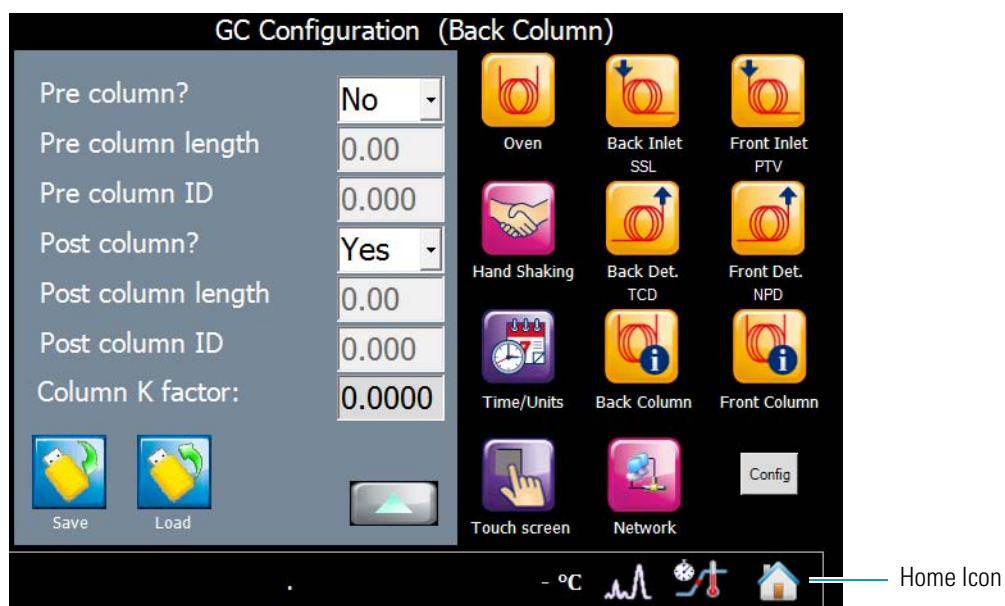 GC Configuration (Back Column)
Pre column?
No
Pre column length
0.00
Pre column ID
0.000
Post column?
Yes
Post column length
0.00
Post column ID
0.000
Column K factor:
0.0000
Save
Load
Oven
Back Inlet
SSL
Front Inlet
PTV
Hand Shaking
Back Det.
TCD
Front Det.
NPD
7
Time/Units
i
Back Column
i
Front Column
Touch screen
Network
Config
.
- ºC
Home Icon